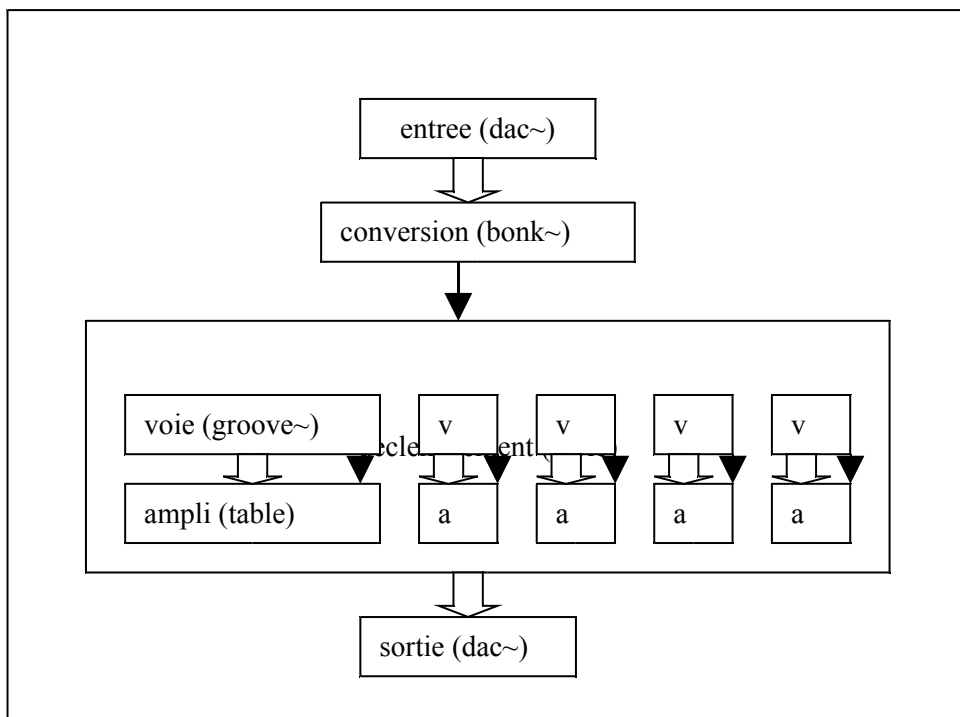 entree (dac~)
conversion (bonk~)
voie (groove~) v v v v
ampli (table) a a a a
sortie (dac~)